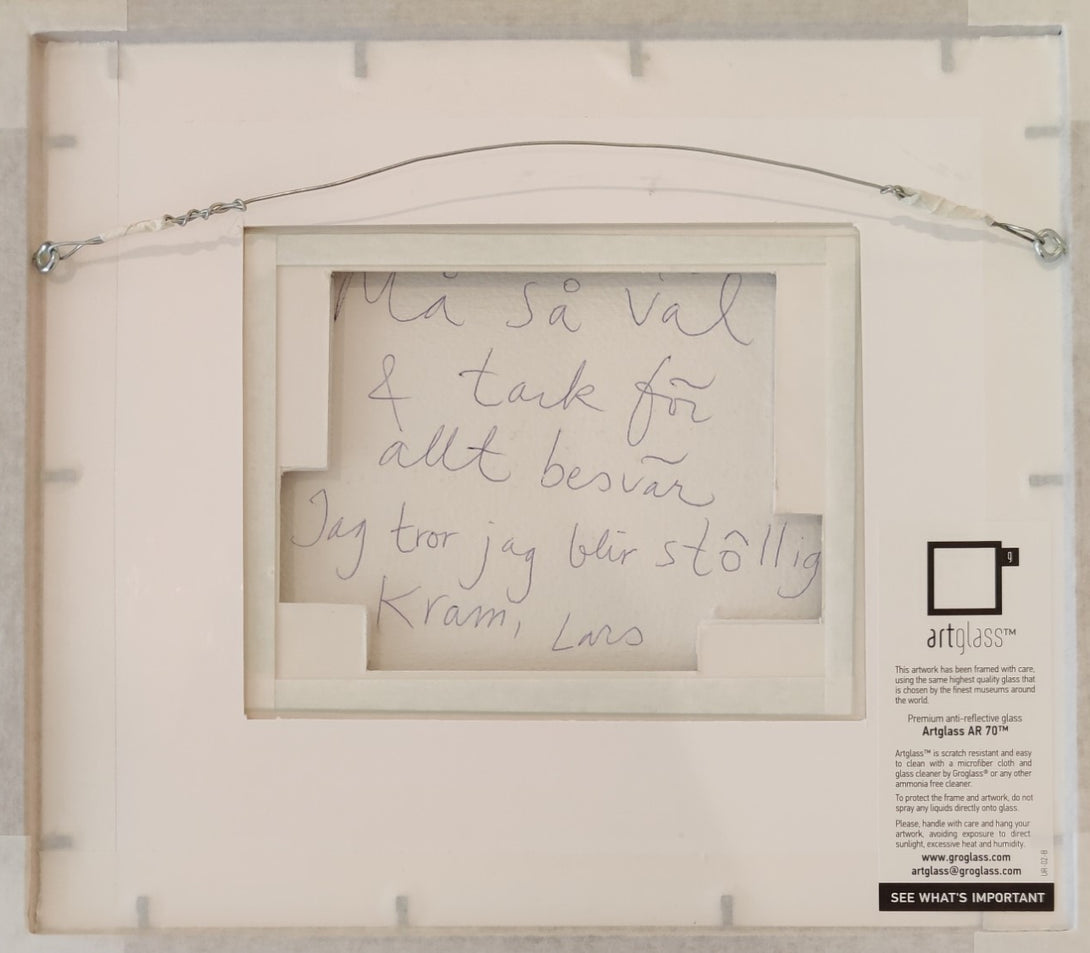 Må så väl
& tack för
allt besvär
Jag tror jag blir stöllig
Kram, Lars
g
artglass™
This artwork has been framed with care,
using the same highest quality glass that
is chosen by the finest museums around
the world.
Premium anti-reflective glass
Artglass AR 70™
Artglass™ is scratch resistant and easy
to clean with a microfiber cloth and
glass cleaner by Groglass® or any other
ammonia free cleaner.
To protect the frame and artwork, do not
spray any liquids directly onto glass.
Please, handle with care and hang your
artwork, avoiding exposure to direct
sunlight, excessive heat and humidity.
www.groglass.com
artglass@groglass.com
UR-02-B
SEE WHAT'S IMPORTANT